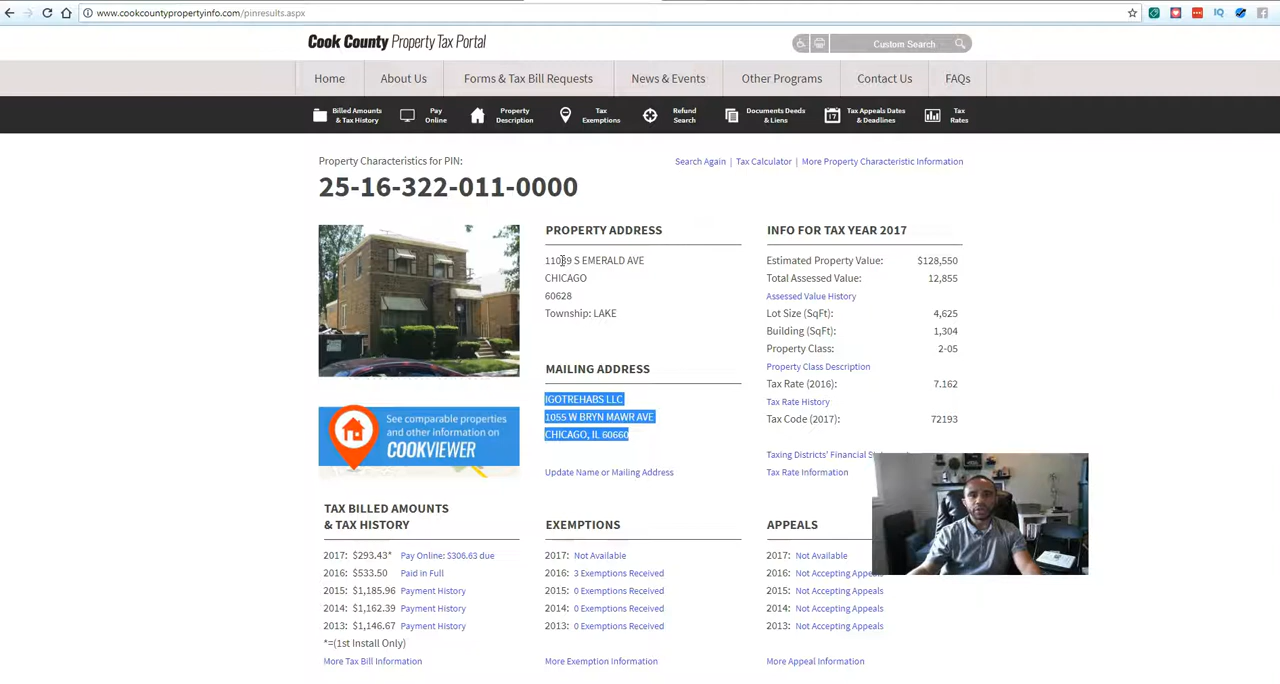 www.cookcountypropertyinfo.com/pinresults.aspx
Cook County Property Tax Portal
Custom Search
Home
About Us
Forms & Tax Bill Requests
News & Events
Other Programs
Contact Us
FAQs
Billed Amounts
& Tax History
Pay
Online
Property
Description
Tax
Exemptions
Refund
Search
Documents Deeds
& Liens
17
Tax Appeals Dates
& Deadlines
Tax
Rates
Property Characteristics for PIN:
Search Again | Tax Calculator | More Property Characteristic Information
25-16-322-011-0000
PROPERTY ADDRESS
S EMERALD AVE
CHICAGO
60628
Township: LAKE
MAILING ADDRESS
IGOTREHABS LLC
1055 W BRYN MAWR AVE
CHICAGO, IL 60660
Update Name or Mailing Address
INFO FOR TAX YEAR 2017
Estimated Property Value: $128,550
Total Assessed Value: 12,855
Assessed Value History
Lot Size (SqFt): 4,625
Building (SqFt): 1,304
Property Class: 2-05
Property Class Description
Tax Rate (2016): 7.162
Tax Rate History
Tax Code (2017): 72193
Taxing Districts' Financial
Tax Rate Information
See comparable properties
and other information on
COOKVIEWER
TAX BILLED AMOUNTS
& TAX HISTORY
2017: $293.43* Pay Online: $306.63 due
2016: $533.50 Paid in Full
2015: $1,185.96 Payment History
2014: $1,162.39 Payment History
2013: $1,146.67 Payment History
*=(1st Install Only)
More Tax Bill Information
EXEMPTIONS
2017: Not Available
2016: 3 Exemptions Received
2015: 0 Exemptions Received
2014: 0 Exemptions Received
2013: 0 Exemptions Received
More Exemption Information
APPEALS
2017: Not Available
2016: Not Accepting Appeals
2015: Not Accepting Appeals
2014: Not Accepting Appeals
2013: Not Accepting Appeals
More Appeal Information